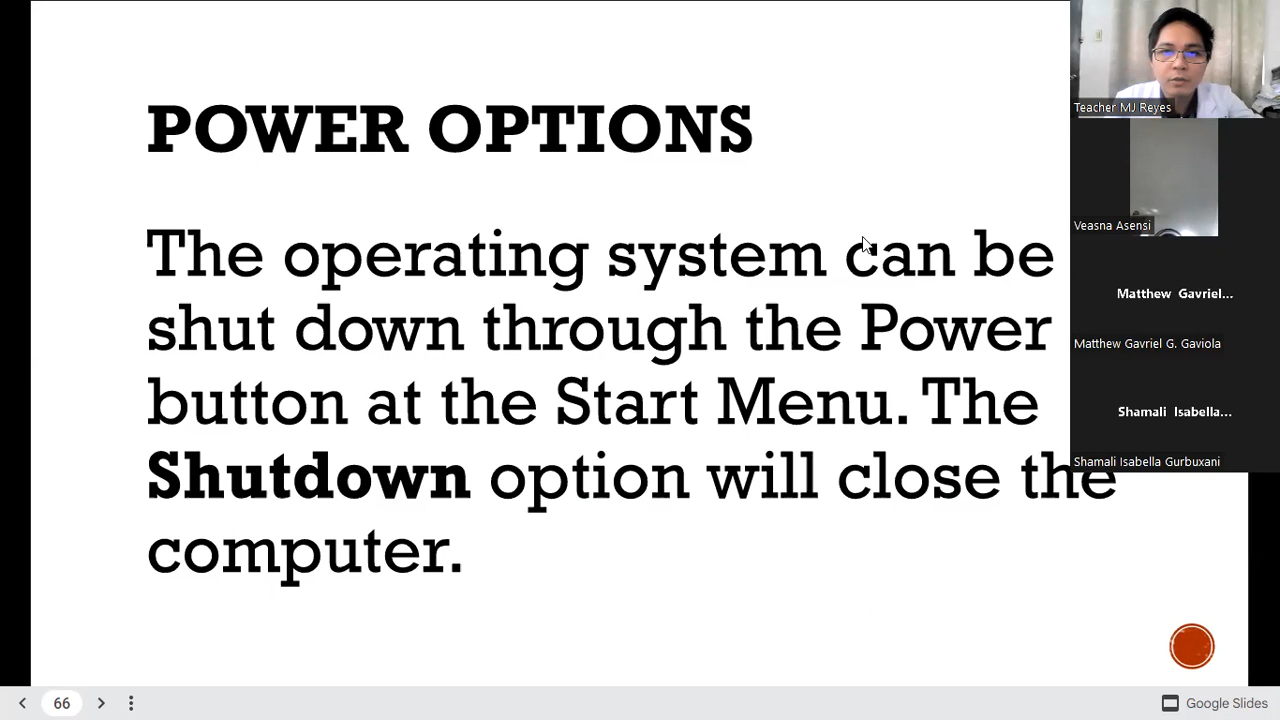 POWER OPTIONS
The operating system can be
shut down through the Power
button at the Start Menu. The
Shutdown option will close the
computer.
Teacher MJ Reyes
Veasna Asensi
Matthew Gavriel...
Matthew Gavriel G. Gaviola
Shamali Isabella...
Shamali Isabella Gurbuxani
66
Google Slides